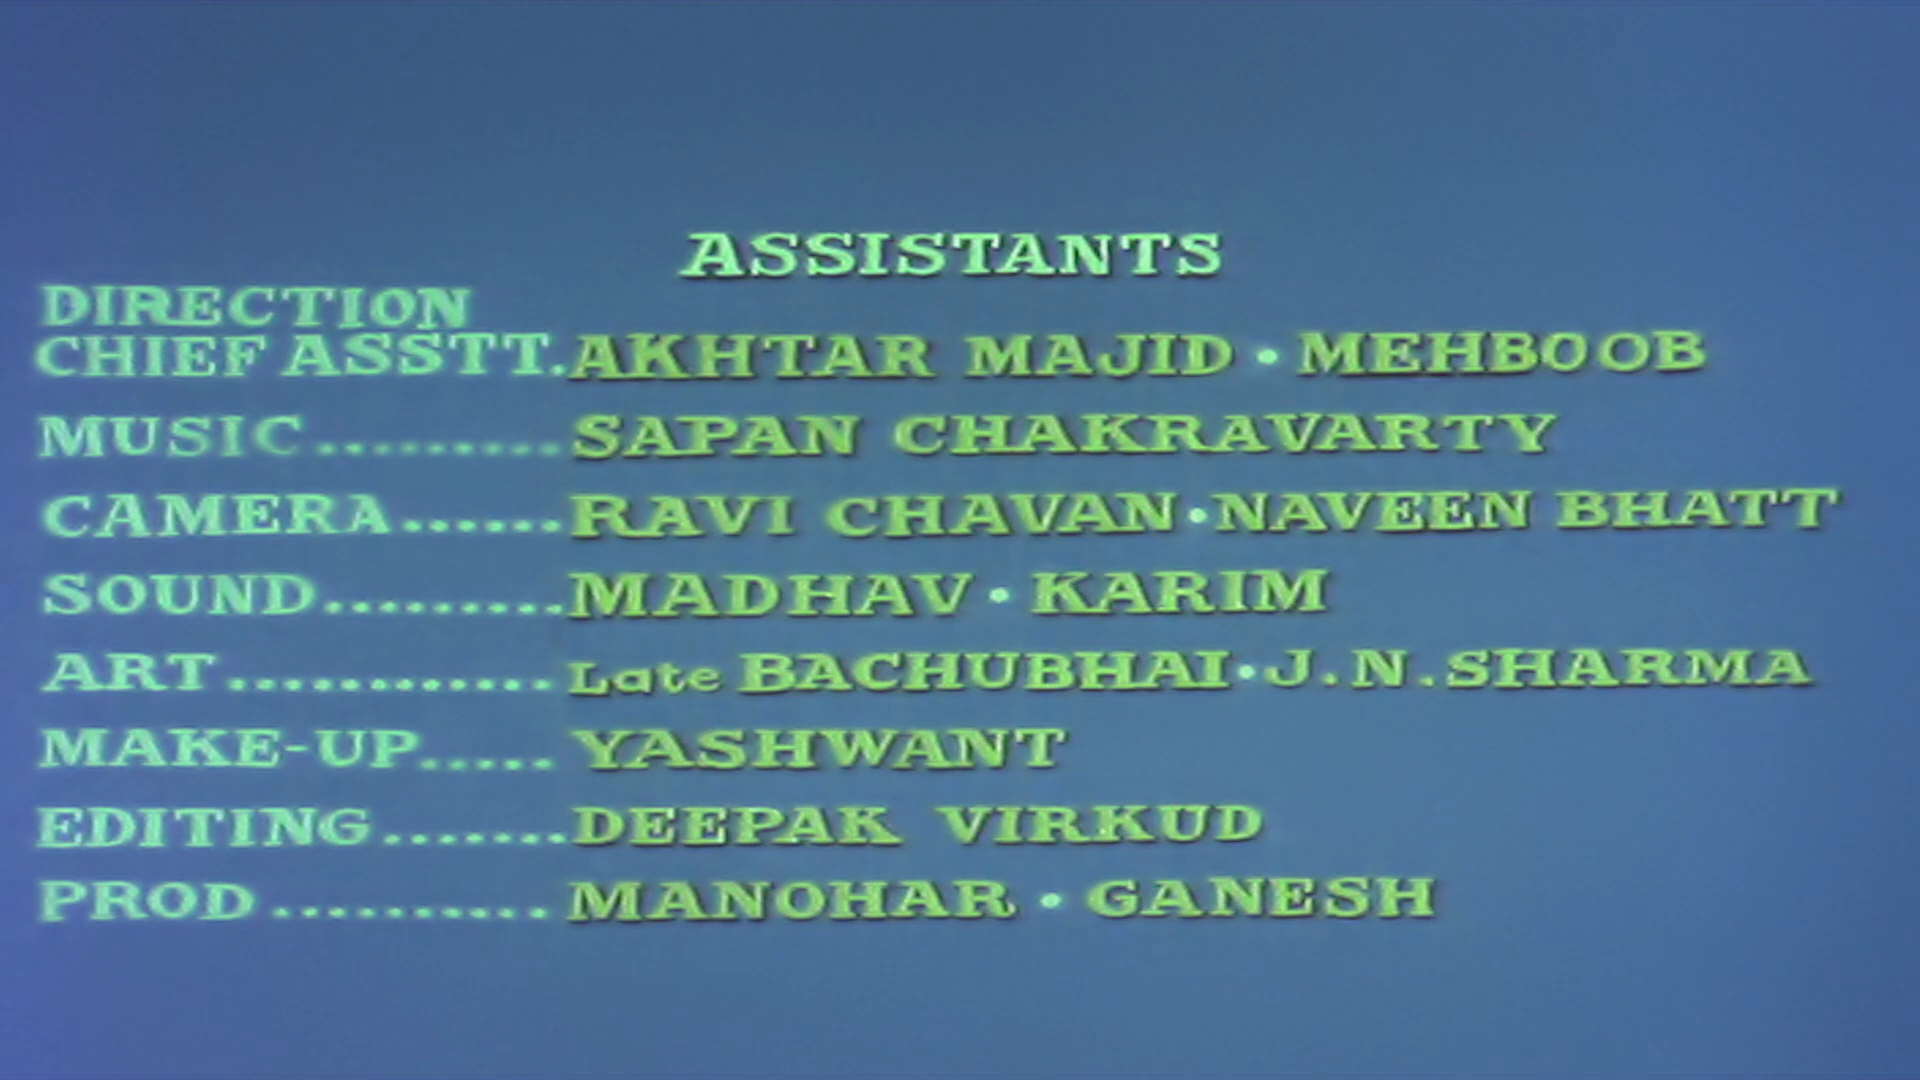 ASSISTANTS
DIRECTION
CHIEF ASSTT.AKHTAR MAJID • MEHBOOB
MUSIC.........SAPAN CHAKRAVARTY
CAMERA......RAVI CHAVAN•NAVEEN BHATT
SOUND.........MADHAV • KARIM
ART............Late BACHUBHAI•J.N.SHARMA
MAKE-UP.....YASHWANT
EDITING.......DEEPAK VIRKUD
PROD..........MANOHAR • GANESH